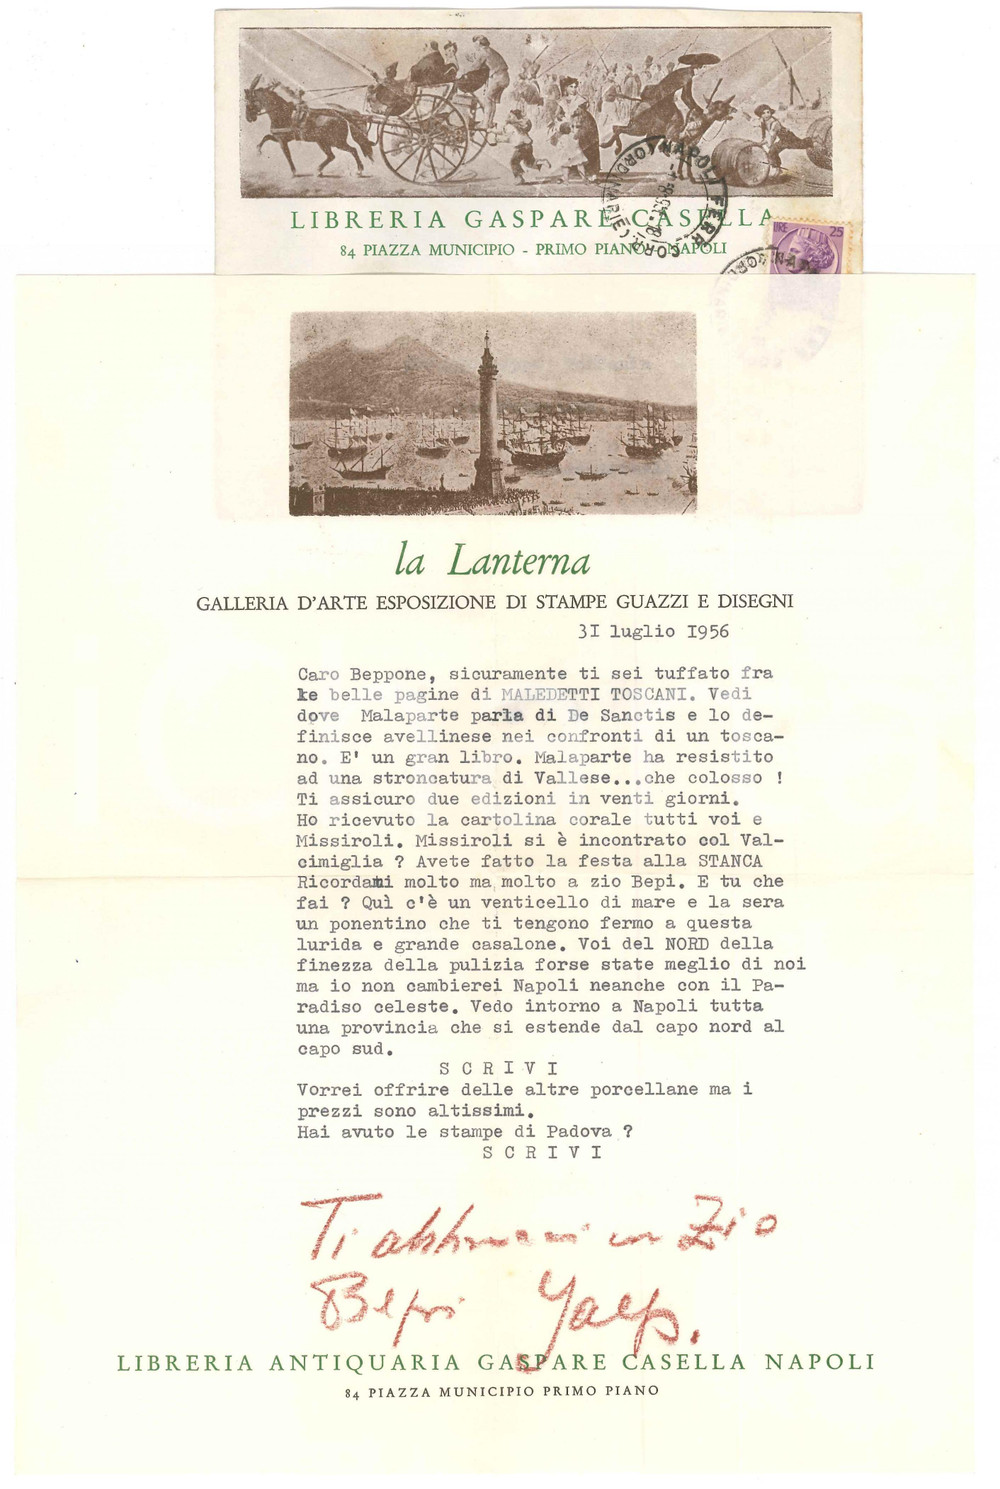 LIBRERIA GASPARE CASELLA
84 PIAZZA MUNICIPIO - PRIMO PIANO - NAPOLI
LIRE 25
la Lanterna
GALLERIA D'ARTE ESPOSIZIONE DI STAMPE GUAZZI E DISEGNI
31 luglio 1956
Caro Beppone, sicuramente ti sei tuffato fra
le belle pagine di MALEDETTI TOSCANI. Vedi
dove Malaparte parla di De Sanctis e lo de-
finisce avellinese nei confronti di un tosca-
no. E' un gran libro. Malaparte ha resistito
ad una stroncatura di Vallese...che colosso !
Ti assicuro due edizioni in venti giorni.
Ho ricevuto la cartolina corale tutti voi e
Missiroli. Missiroli si è incontrato col Val-
cimiglia ? Avete fatto la festa alla STANCA
Ricordami molto ma molto a zio Bepi. E tu che
fai ? Quì c'è un venticello di mare e la sera
un ponentino che ti tengono fermo a questa
lurida e grande casalone. Voi del NORD della
finezza della pulizia forse state meglio di noi
ma io non cambierei Napoli neanche con il Pa-
radiso celeste. Vedo intorno a Napoli tutta
una provincia che si estende dal capo nord al
capo sud.
S C R I V I
Vorrei offrire delle altre porcellane ma i
prezzi sono altissimi.
Hai avuto le stampe di Padova ?
S C R I V I
Ti Zio
Bepi
LIBRERIA ANTIQUARIA GASPARE CASELLA NAPOLI
84 PIAZZA MUNICIPIO PRIMO PIANO